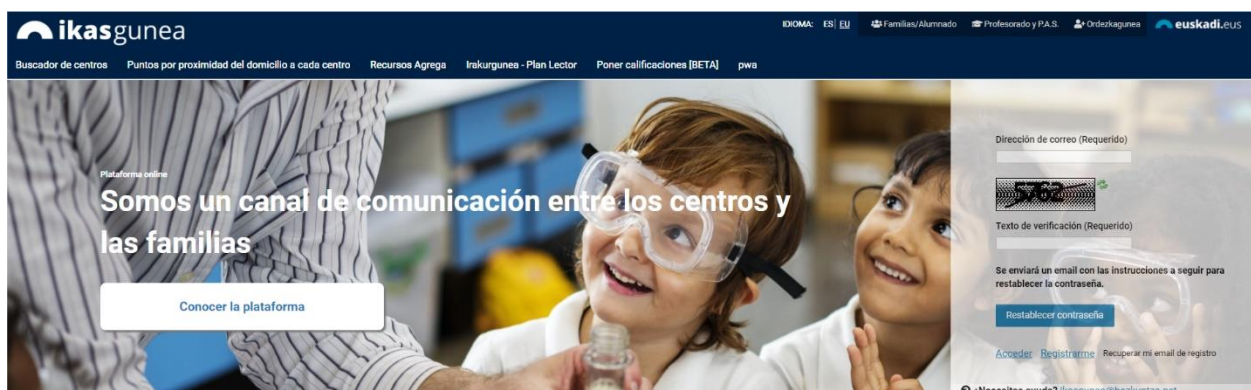 ikasgunea
IDIOMA: ES| EU
Familias/Alumnado
Profesorado y P.A.S.
Ordezkagunea
euskadi.eus
Buscador de centros
Puntos por proximidad del domicilio a cada centro
Recursos Agrega
Irakurgunea - Plan Lector
Poner calificaciones [BETA]
pwa
Plataforma online
Somos un canal de comunicación entre los centros y
las familias
Conocer la plataforma
Dirección de correo (Requerido)
Texto de verificación (Requerido)
Se enviará un email con las instrucciones a seguir para
restablecer la contraseña.
Restablecer contraseña
Acceder Registrarme Recuperar mi email de registro
¿Necesitas ayuda?